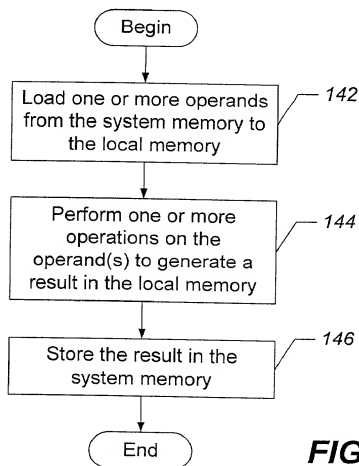 Begin
Load one or more operands
from the system memory to
the local memory
142
Perform one or more
operations on the
operand(s) to generate a
result in the local memory
144
Store the result in the
system memory
146
End
FIG